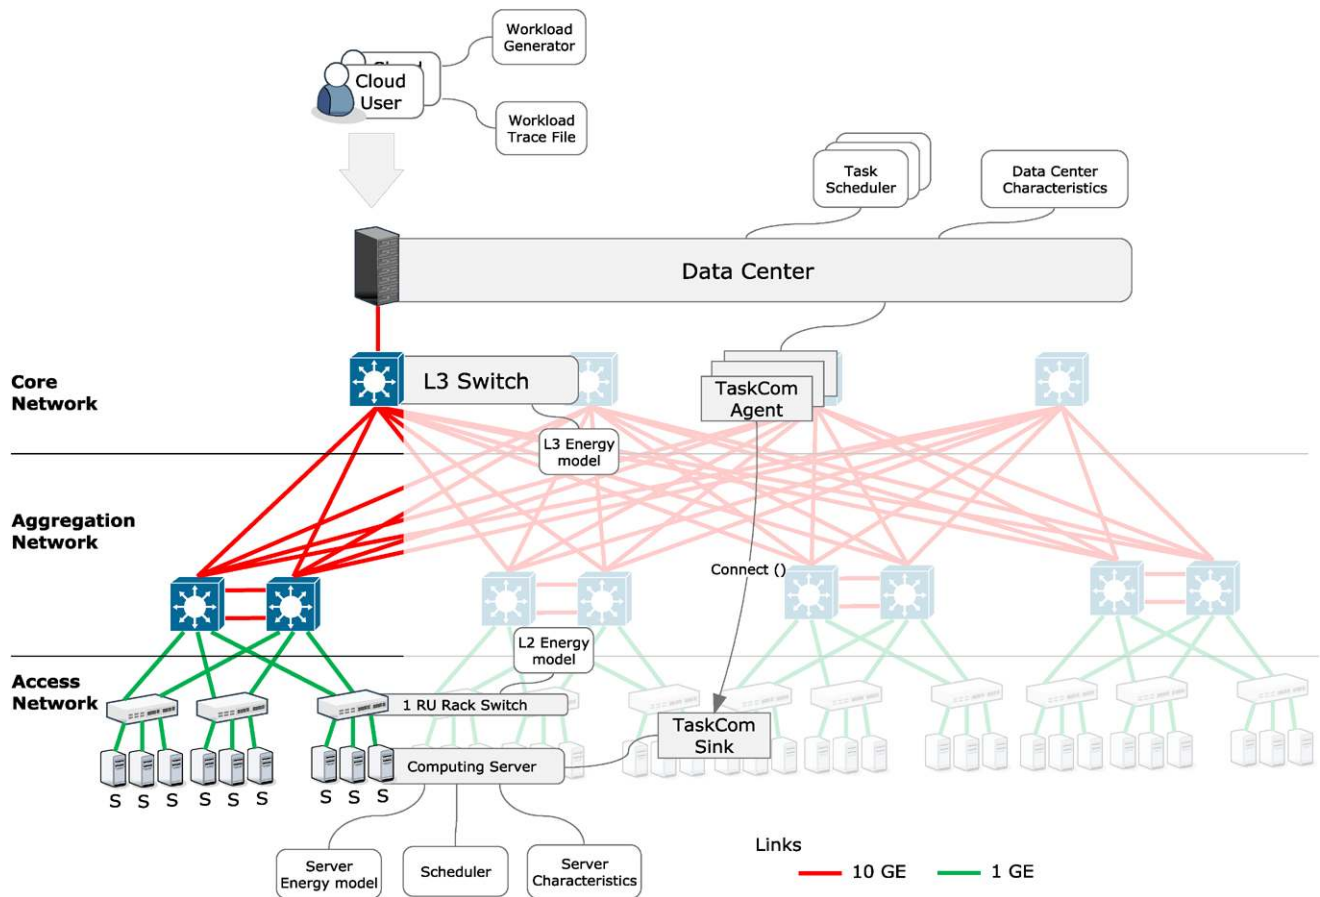 Workload
Generator
Cloud
Cloud
User
Workload
Trace File
Task
Scheduler
Data Center
Characteristics
Data Center
Core
Network
L3 Switch
TaskCom
Agent
L3 Energy
model
Aggregation
Network
Connect ()
L2 Energy
model
Access
Network
1 RU Rack Switch
TaskCom
Sink
Computing Server
S S S S S S S S S
Server
Energy model
Scheduler
Server
Characteristics
Links
10 GE
1 GE